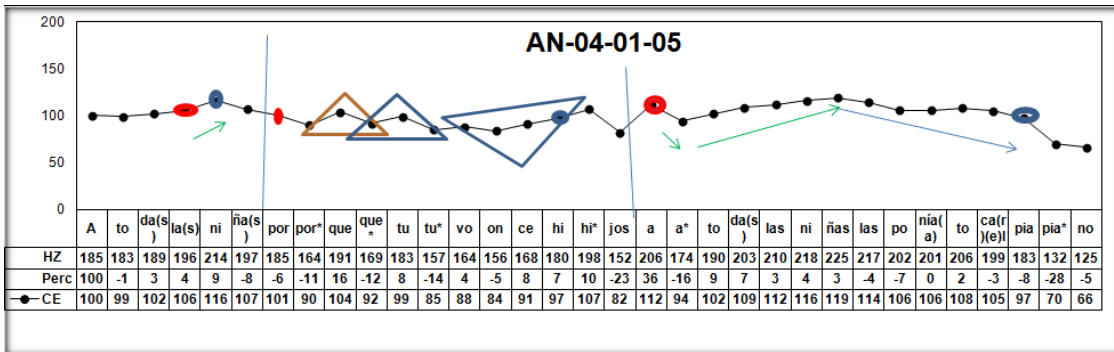 200
AN-04-01-05
150
100
50
0
A to da(s) la(s) ni ña(s) por por* que que* tu tu* vo on ce hi hi* jos a a* to da(s) las ni ñas las po nía(a) to ca(r)(e)l pia pia* no
HZ 185 183 189 196 214 197 185 164 191 169 183 157 164 156 168 180 198 152 206 174 190 203 210 218 225 217 202 201 206 199 183 132 125
Perc 100 -1 3 4 9 -8 -6 -11 16 -12 8 -14 4 -5 8 7 10 -23 36 -16 9 7 3 4 3 -4 -7 0 2 -3 -8 -28 -5
CE 100 99 102 106 116 107 101 90 104 92 99 85 88 84 91 97 107 82 112 94 102 109 112 116 119 114 106 106 108 105 97 70 66